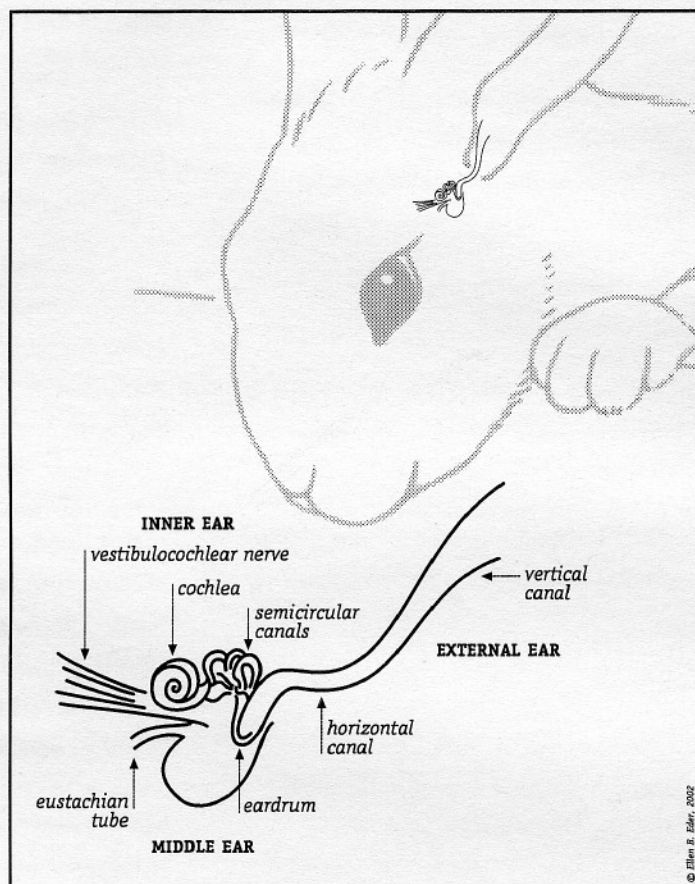 INNER EAR
vestibulocochlear nerve
cochlea
semicircular
canals
vertical
canal
EXTERNAL EAR
horizontal
canal
eustachian
tube
eardrum
MIDDLE EAR
© Ellen B. Eder, 2002